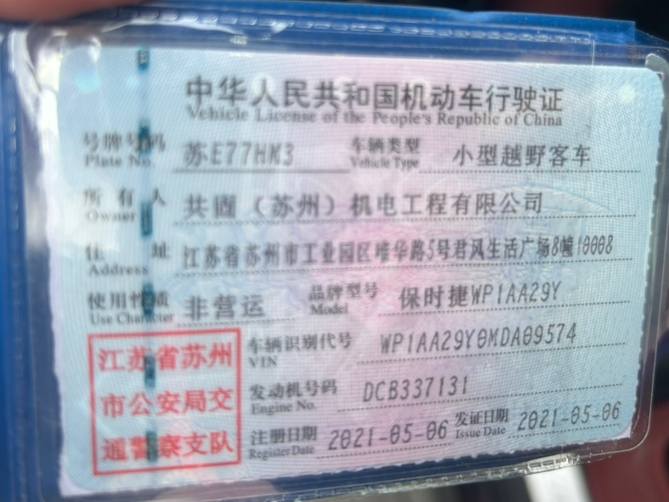 中华人民共和国机动车行驶证
Vehicle License of the People's Republic of China
号牌号码 苏E77HM3 车辆类型 小型越野客车
Plate No. Vehicle Type
所有人 共固（苏州）机电工程有限公司
Owner
住址 江苏省苏州市工业园区唯华路5号君风生活广场8幢10008
Address
使用性质 非营运 品牌型号 保时捷WP1AA29Y
Use Character Model
江苏省苏州
市公安局交
通警察支队
车辆识别代号 WP1AA29Y0MDA09574
VIN
发动机号码 DCB337131
Engine No.
注册日期 2021-05-06 发证日期 2021-05-06
Register Date Issue Date